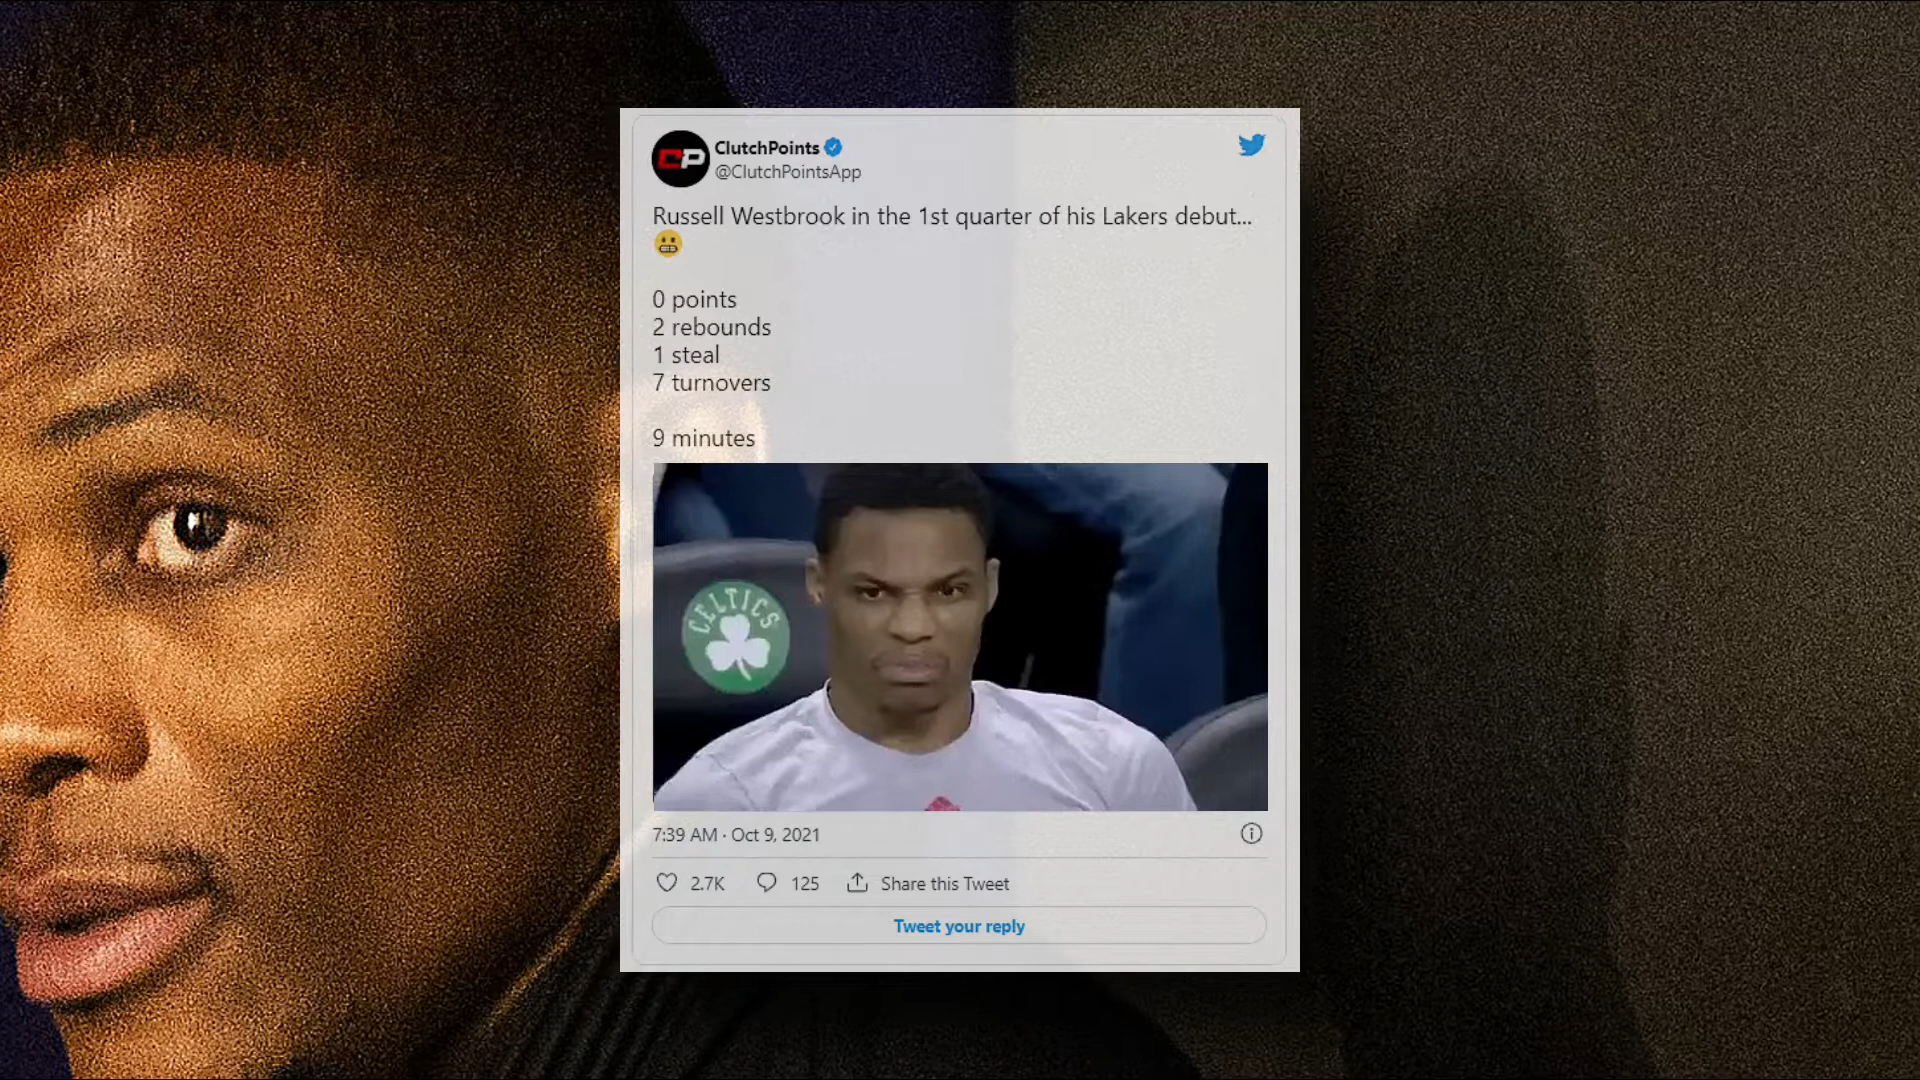 CP
ClutchPoints
@ClutchPointsApp
Russell Westbrook in the 1st quarter of his Lakers debut...
😬
0 points
2 rebounds
1 steal
7 turnovers
9 minutes
CELTICS
7:39 AM · Oct 9, 2021
2.7K 125 Share this Tweet
Tweet your reply